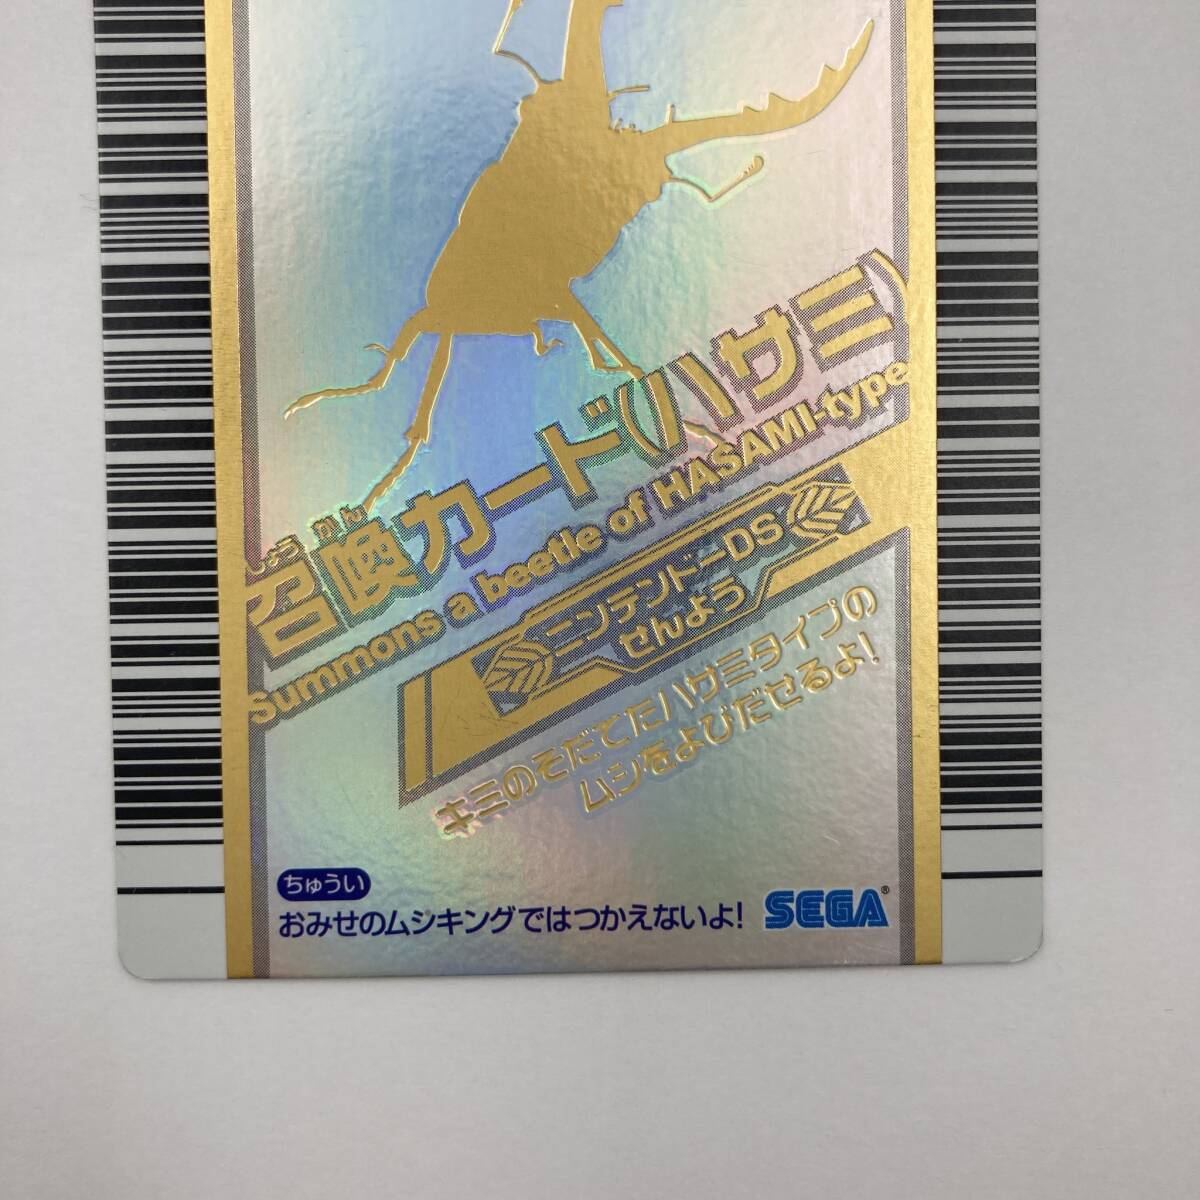 しょうかん
召喚カード(ハサミ)
Summons a beetle of HASAMI-type
ニンテンドーDS
せんよう
キミのそだてたハサミタイプの
ムシをよびだせるよ!
ちゅうい
おみせのムシキングではつかえないよ!
SEGA®